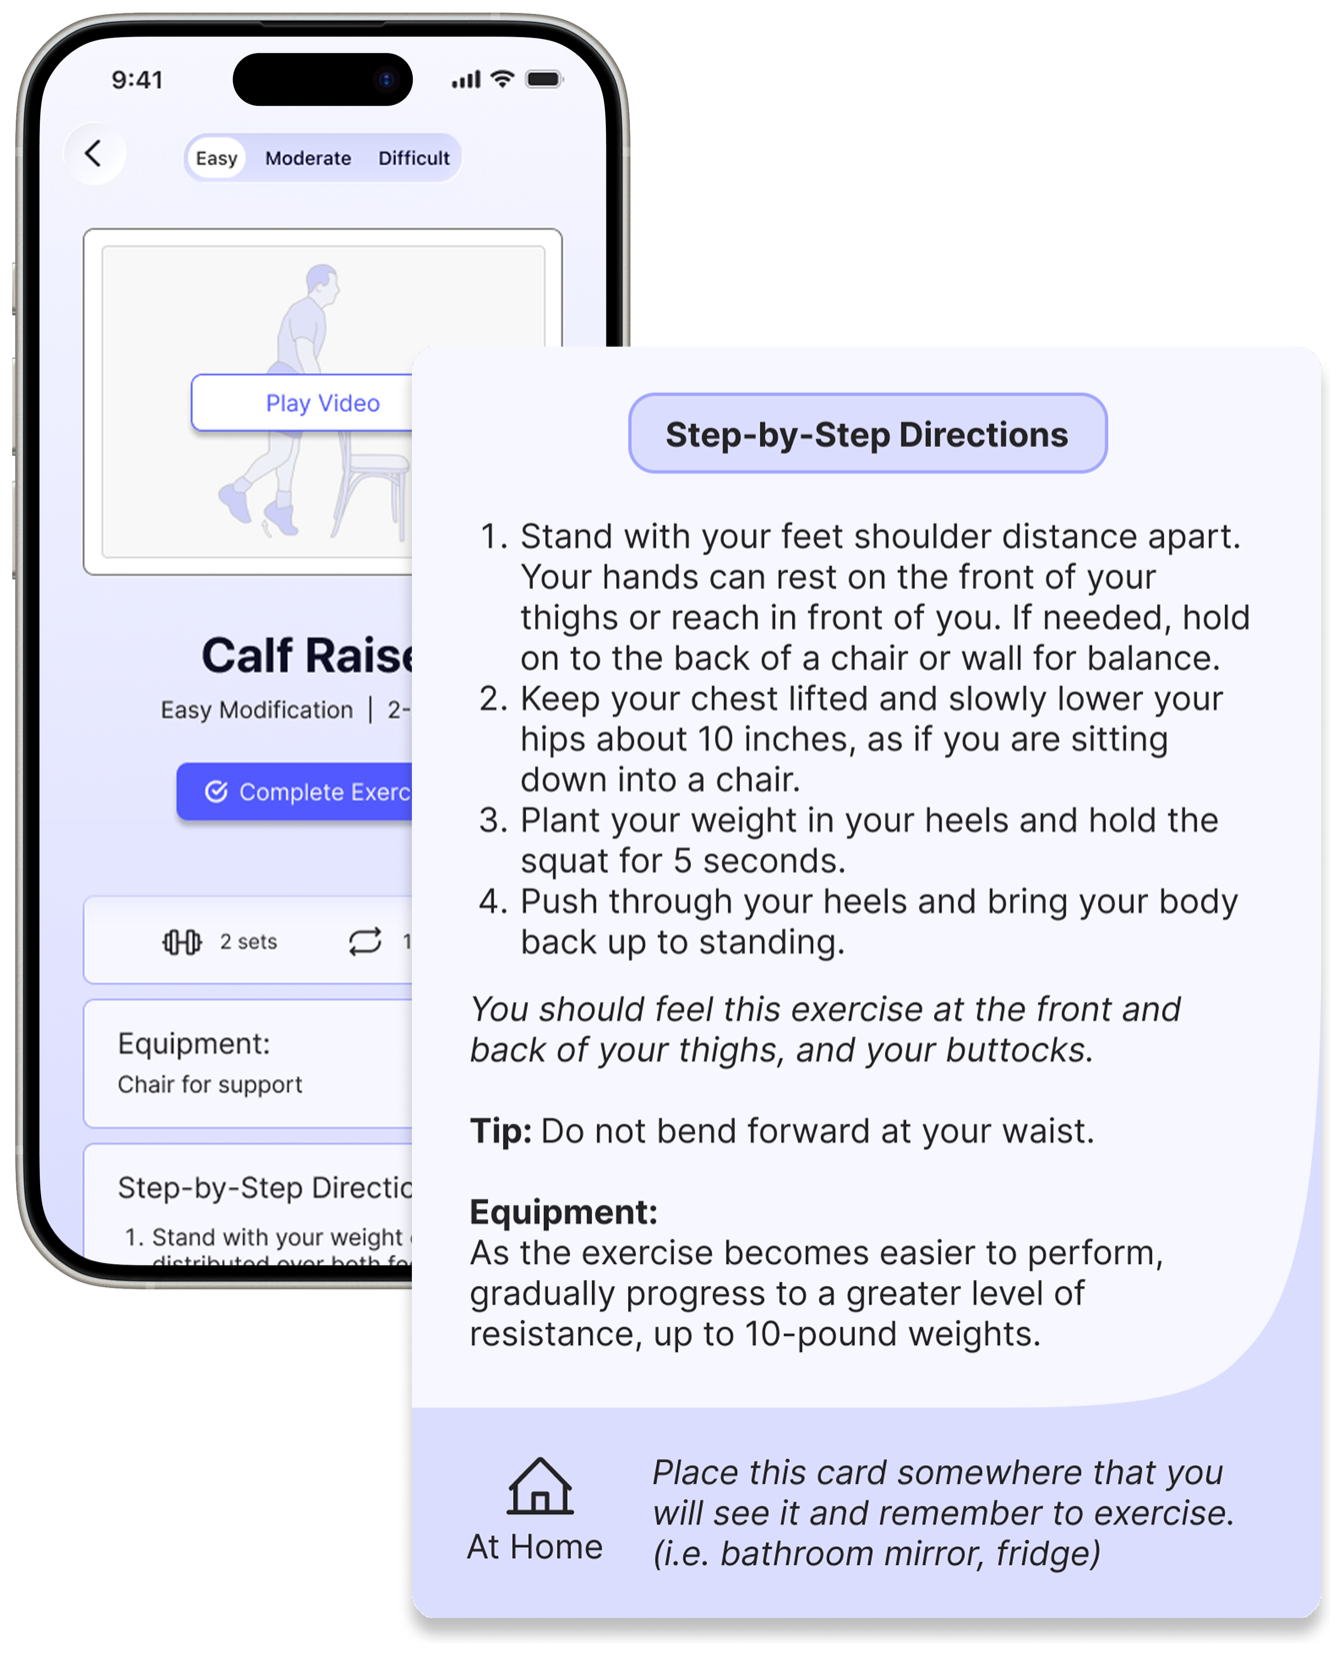 9:41
Easy Moderate Difficult
Play Video
Calf Raise
Easy Modification | 2-
Complete Exerc
2 sets 1
Equipment:
Chair for support
Step-by-Step Directio
1. Stand with your weight
distributed over both fe
Step-by-Step Directions
1. Stand with your feet shoulder distance apart.
Your hands can rest on the front of your
thighs or reach in front of you. If needed, hold
on to the back of a chair or wall for balance.
2. Keep your chest lifted and slowly lower your
hips about 10 inches, as if you are sitting
down into a chair.
3. Plant your weight in your heels and hold the
squat for 5 seconds.
4. Push through your heels and bring your body
back up to standing.
You should feel this exercise at the front and
back of your thighs, and your buttocks.
Tip: Do not bend forward at your waist.
Equipment:
As the exercise becomes easier to perform,
gradually progress to a greater level of
resistance, up to 10-pound weights.
At Home
Place this card somewhere that you
will see it and remember to exercise.
(i.e. bathroom mirror, fridge)